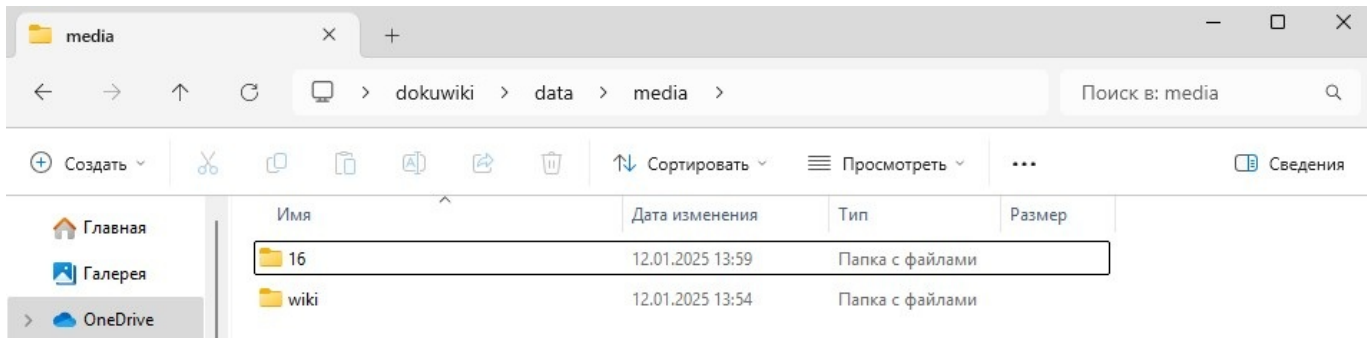 media
dokuwiki > data > media >
Поиск в: media
Создать
Сортировать
Просмотреть
Сведения
Главная
Галерея
OneDrive
Имя Дата изменения Тип Размер
16 12.01.2025 13:59 Папка с файлами
wiki 12.01.2025 13:54 Папка с файлами